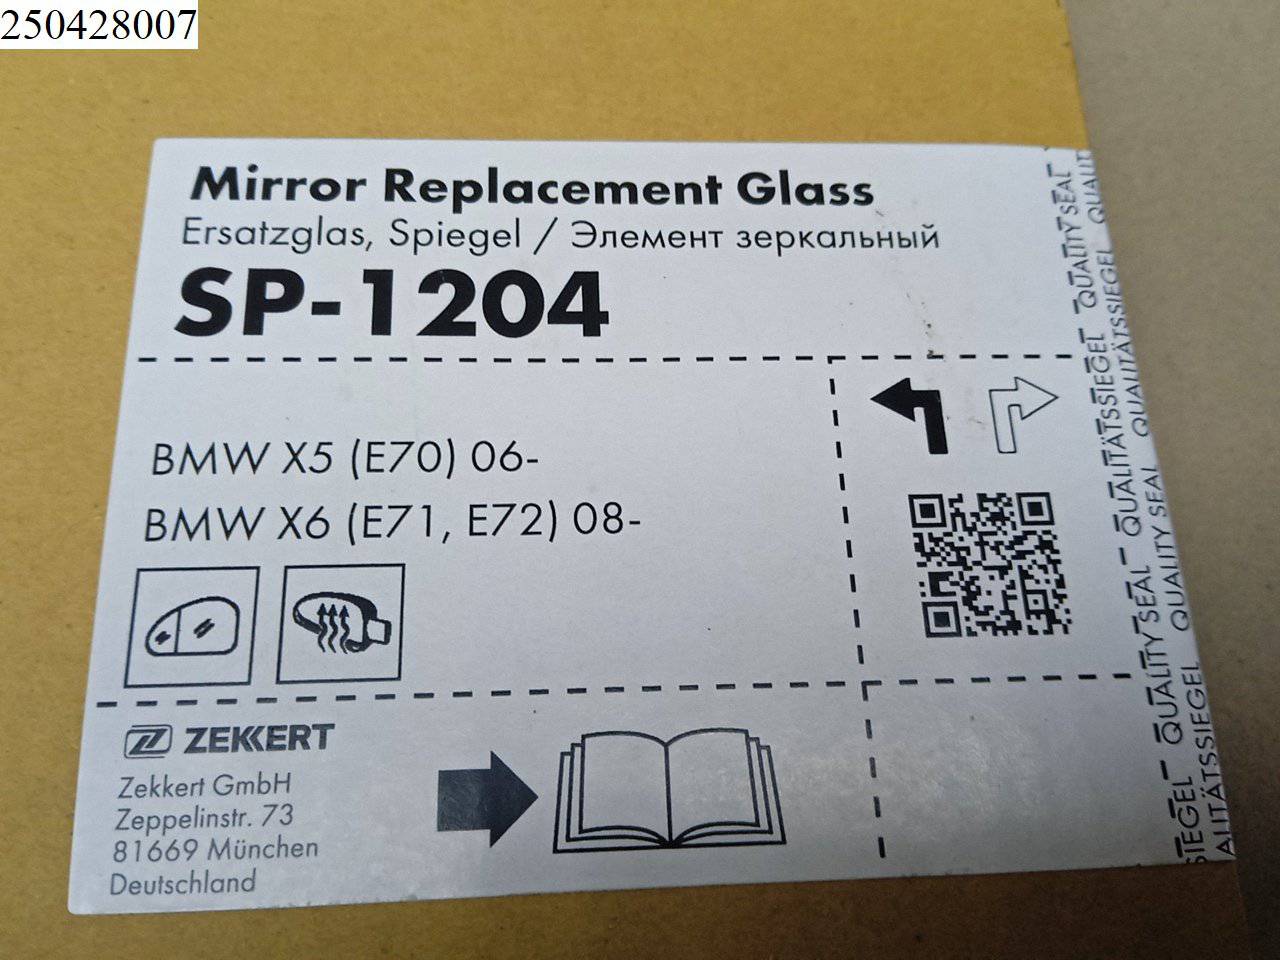 250428007
Mirror Replacement Glass
Ersatzglas, Spiegel / Элемент зеркальный
SP-1204
BMW X5 (E70) 06-
BMW X6 (E71, E72) 08-
ZEKKERT
Zekkert GmbH
Zeppelinstr. 73
81669 München
Deutschland
QUALITY SEAL
QUALITÄTSSIEGEL
QUALITY SEAL
QUALITÄTSSIEGEL
QUALITÄTSSIEGEL
QUALITY SEAL
QUALITY SEAL
QUALITÄTSSIEGEL